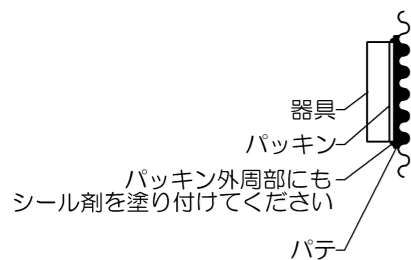 器具
パッキン
パッキン外周部にも
シール剤を塗り付けてください
パテ